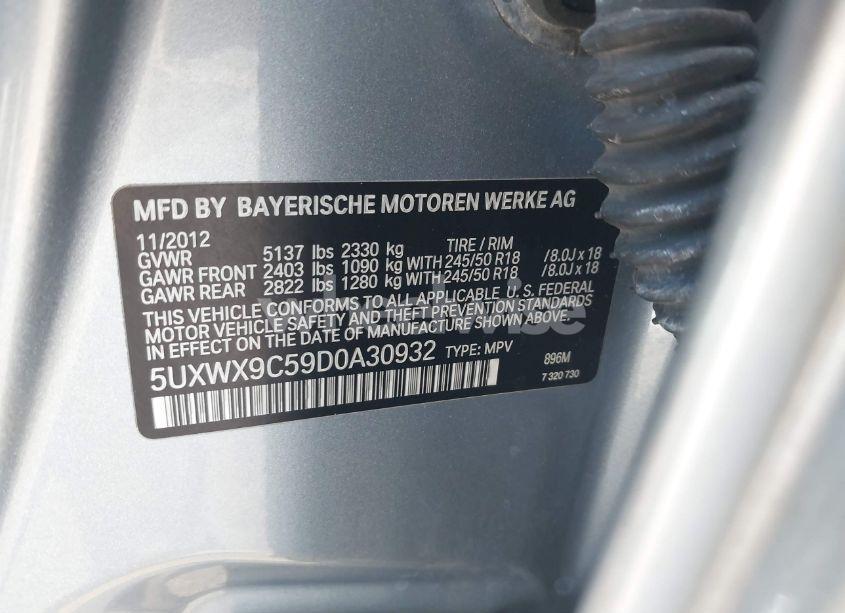 MFD BY BAYERISCHE MOTOREN WERKE AG
11/2012
GVWR 5137 lbs 2330 kg TIRE / RIM
GAWR FRONT 2403 lbs 1090 kg WITH 245/50 R18 /8.0J x 18
GAWR REAR 2822 lbs 1280 kg WITH 245/50 R18 /8.0J x 18
THIS VEHICLE CONFORMS TO ALL APPLICABLE U. S. FEDERAL
MOTOR VEHICLE SAFETY AND THEFT PREVENTION STANDARDS
IN EFFECT ON THE DATE OF MANUFACTURE SHOWN ABOVE.
5UXWX9C59D0A30932 TYPE: MPV 896M
7 320 730